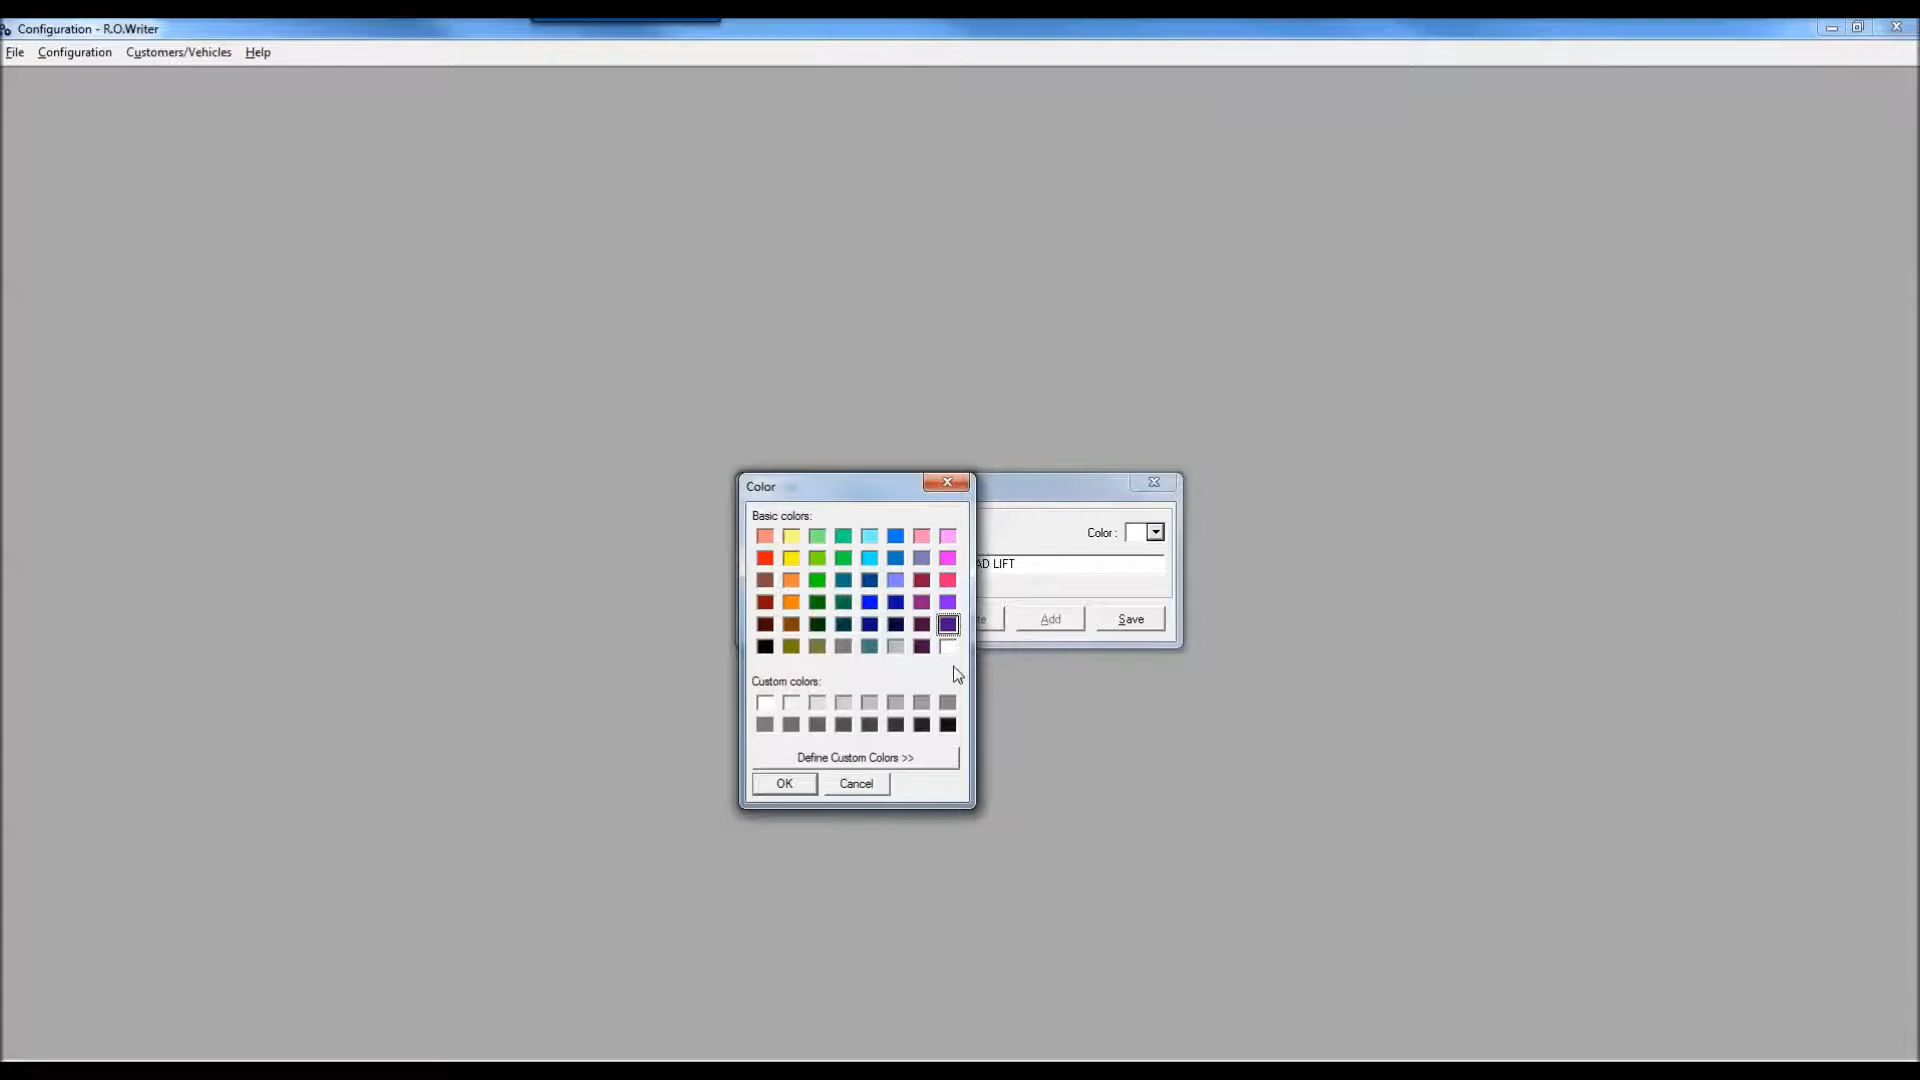 Configuration - R.O.Writer
File Configuration Customers/Vehicles Help
Color
Basic colors:
Color :
AD LIFT
Add Save
Custom colors:
Define Custom Colors >>
OK Cancel